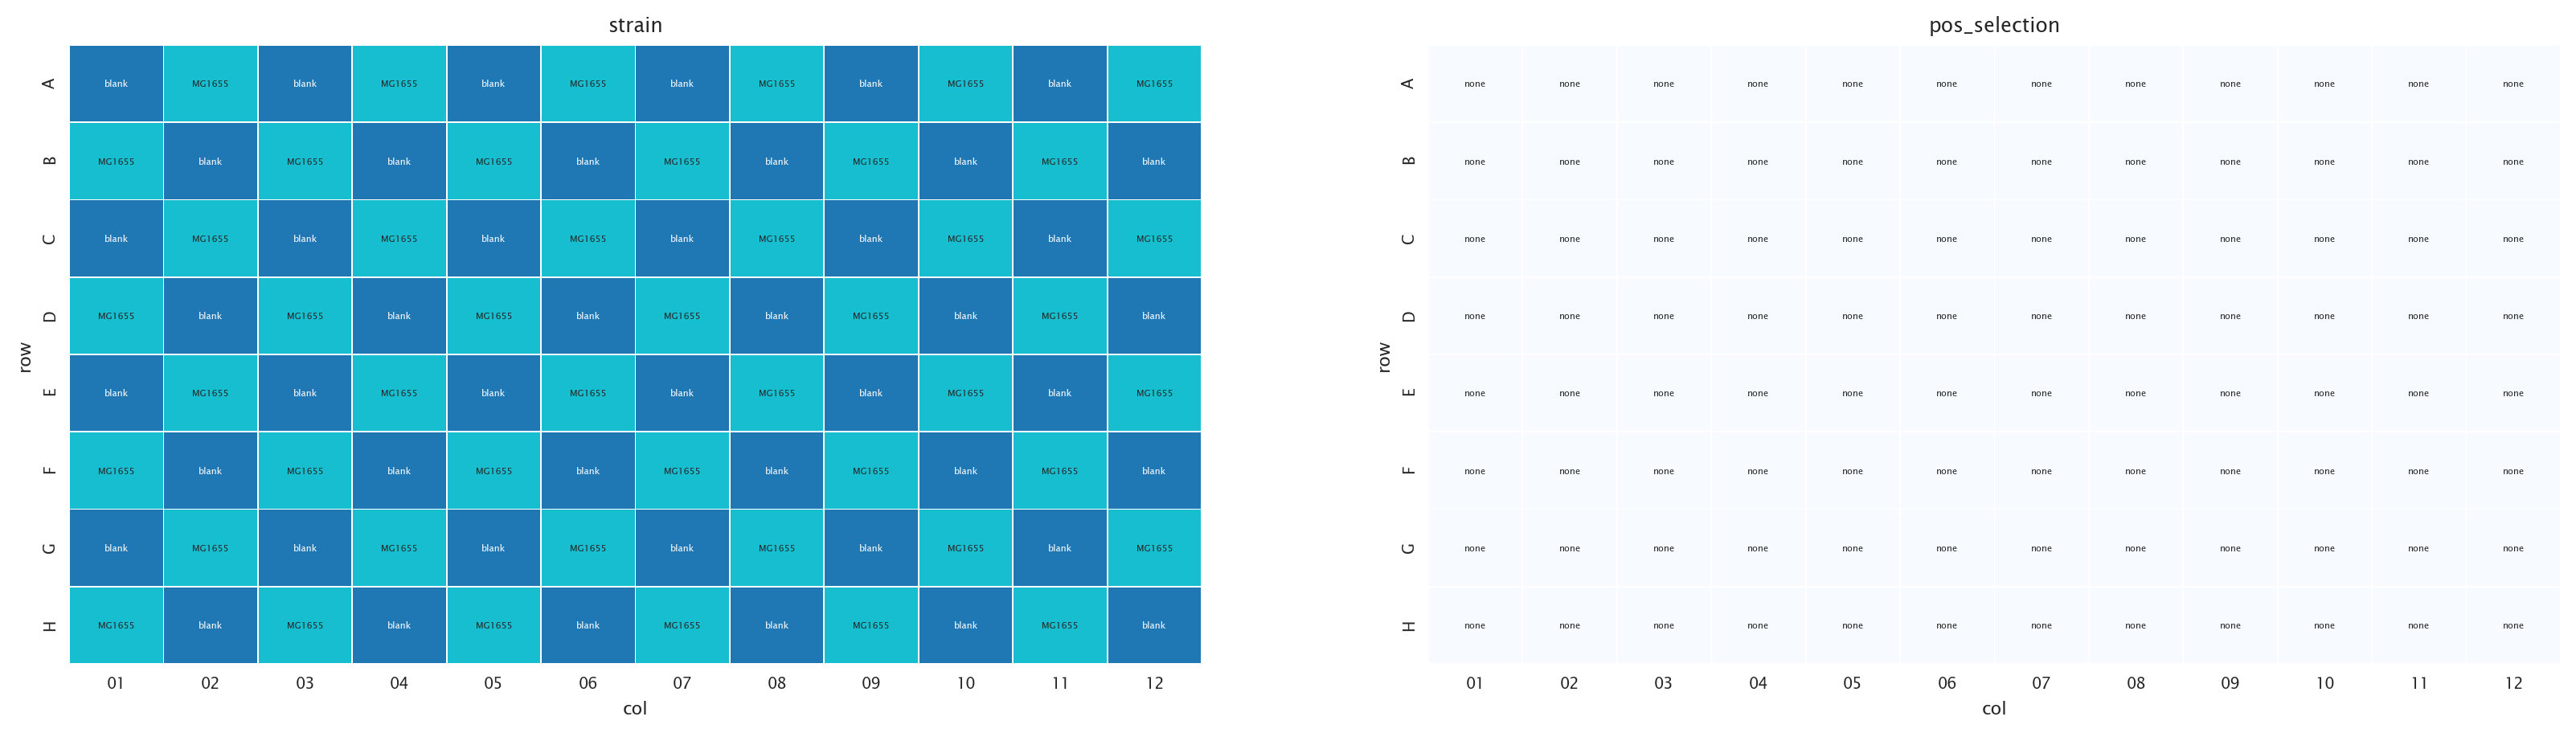 strain
A blank MG1655 blank MG1655 blank MG1655 blank MG1655 blank MG1655 blank MG1655
B MG1655 blank MG1655 blank MG1655 blank MG1655 blank MG1655 blank MG1655 blank
C blank MG1655 blank MG1655 blank MG1655 blank MG1655 blank MG1655 blank MG1655
D MG1655 blank MG1655 blank MG1655 blank MG1655 blank MG1655 blank MG1655 blank
row
E blank MG1655 blank MG1655 blank MG1655 blank MG1655 blank MG1655 blank MG1655
F MG1655 blank MG1655 blank MG1655 blank MG1655 blank MG1655 blank MG1655 blank
G blank MG1655 blank MG1655 blank MG1655 blank MG1655 blank MG1655 blank MG1655
H MG1655 blank MG1655 blank MG1655 blank MG1655 blank MG1655 blank MG1655 blank
01 02 03 04 05 06 07 08 09 10 11 12
col
pos_selection
A none none none none none none none none none none none none
B none none none none none none none none none none none none
C none none none none none none none none none none none none
D none none none none none none none none none none none none
row
E none none none none none none none none none none none none
F none none none none none none none none none none none none
G none none none none none none none none none none none none
H none none none none none none none none none none none none
01 02 03 04 05 06 07 08 09 10 11 12
col